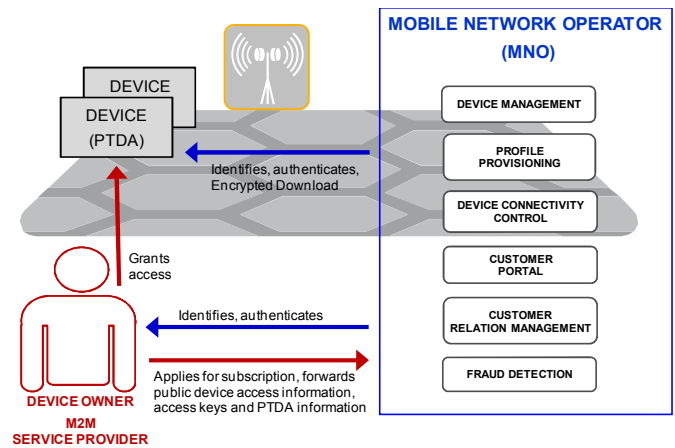 MOBILE NETWORK OPERATOR
(MNO)
DEVICE
DEVICE
(PTDA)
DEVICE MANAGEMENT
PROFILE
PROVISIONING
Identifies, authenticates,
Encrypted Download
DEVICE CONNECTIVITY
CONTROL
Grants
access
CUSTOMER
PORTAL
Identifies, authenticates
CUSTOMER
RELATION MANAGEMENT
Applies for subscription, forwards
public device access information,
access keys and PTDA information
FRAUD DETECTION
DEVICE OWNER
M2M
SERVICE PROVIDER